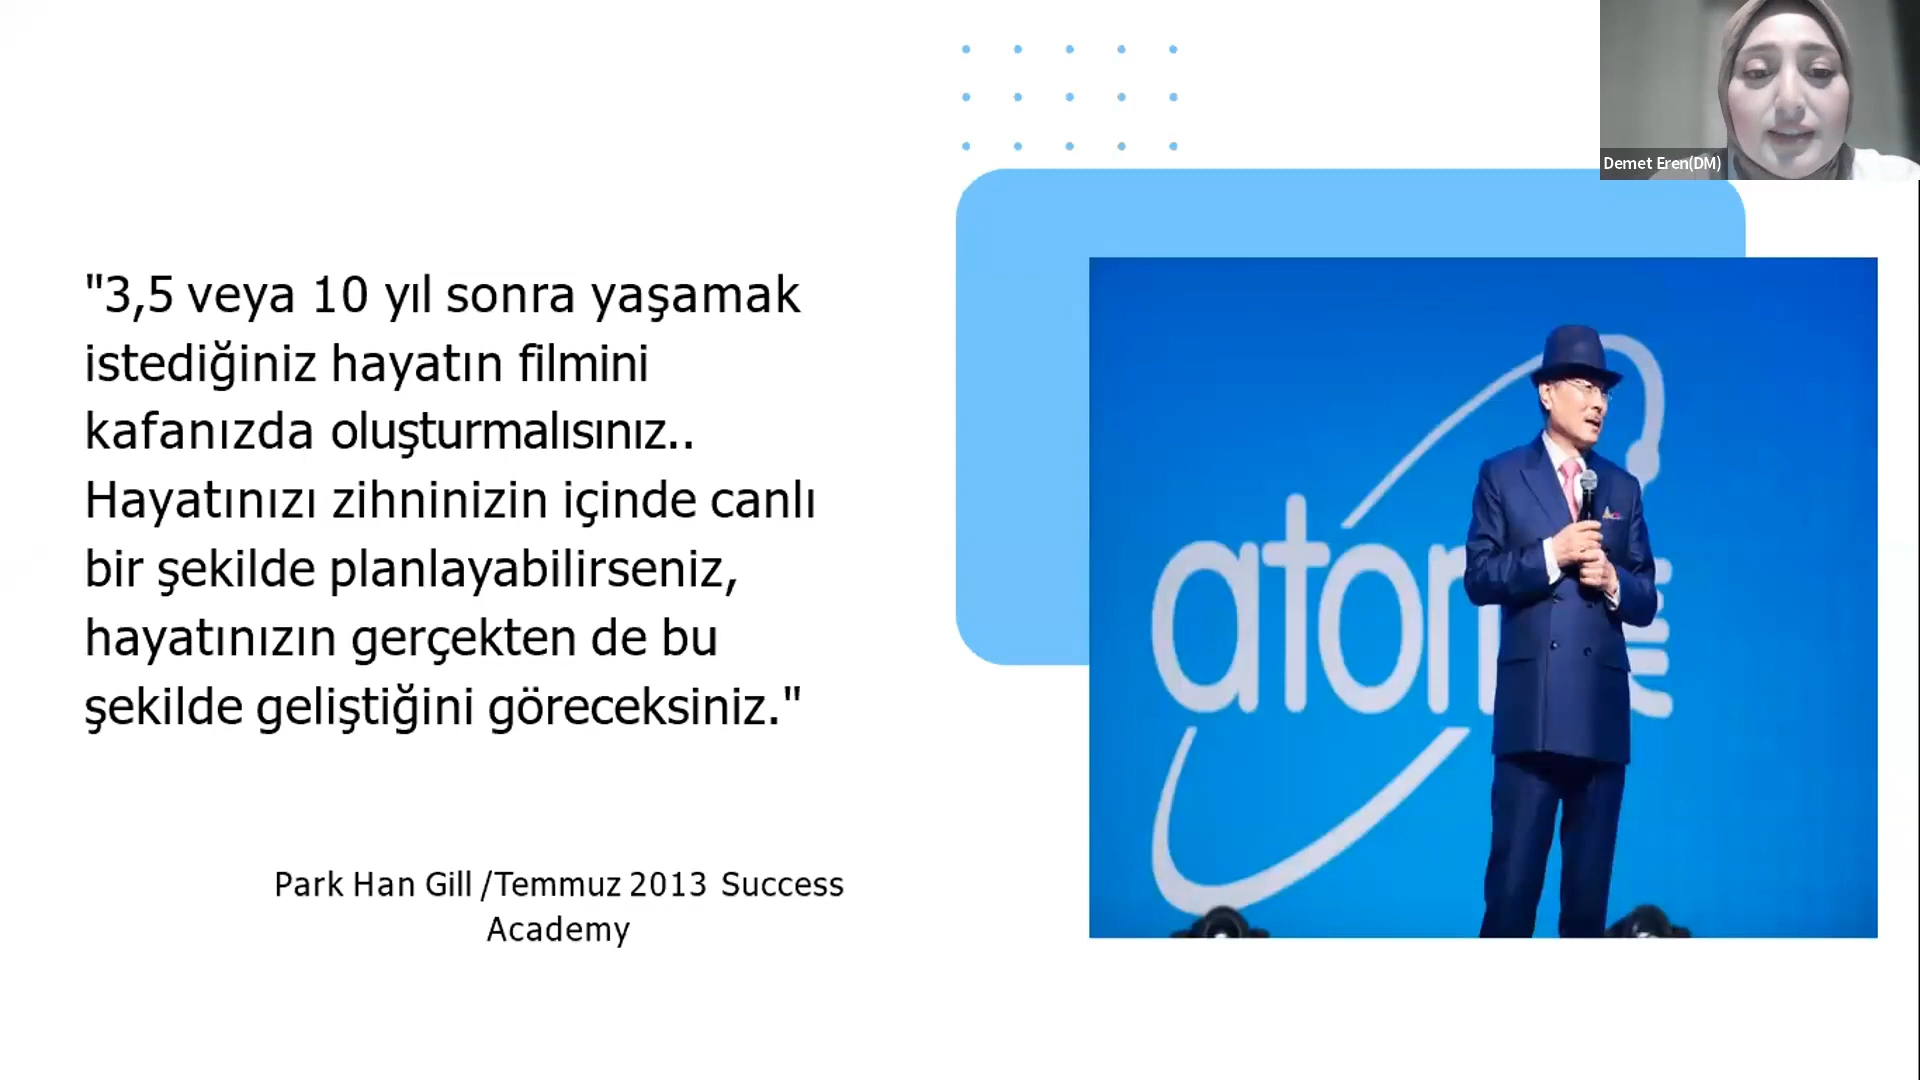 Demet Eren(DM)
"3,5 veya 10 yıl sonra yaşamak
istediğiniz hayatın filmini
kafanızda oluşturmalısınız..
Hayatınızı zihninizin içinde canlı
bir şekilde planlayabilirseniz,
hayatınızın gerçekten de bu
şekilde geliştiğini göreceksiniz."
Park Han Gill /Temmuz 2013 Success
Academy